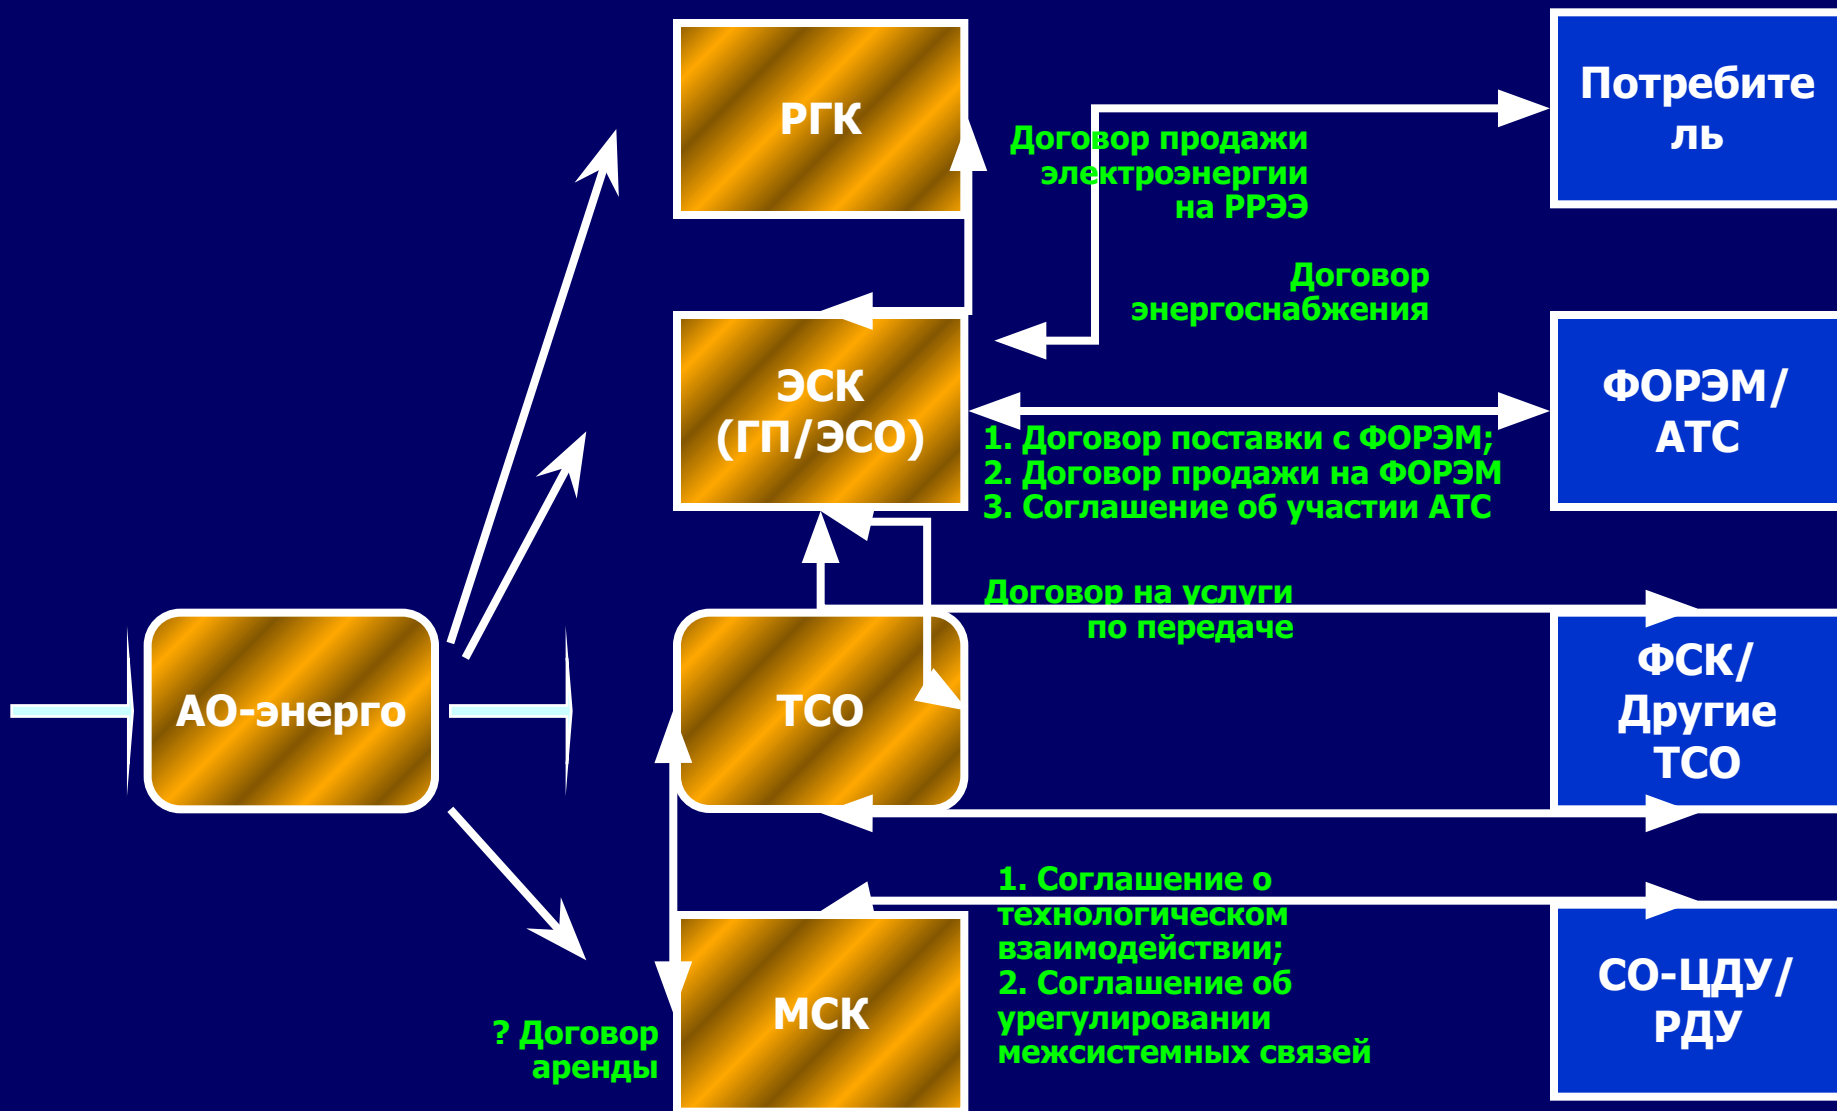 РГК
Потребите
ль
Договор продажи
электроэнергии
на РРЭЭ
Договор
энергоснабжения
ЭСК
(ГП/ЭСО)
ФОРЭМ/
АТС
1. Договор поставки с ФОРЭМ;
2. Договор продажи на ФОРЭМ
3. Соглашение об участии АТС
Договор на услуги
по передаче
АО-энерго
ТСО
ФСК/
Другие
ТСО
1. Соглашение о
технологическом
взаимодействии;
2. Соглашение об
урегулировании
межсистемных связей
МСК
СО-ЦДУ/
РДУ
? Договор
аренды